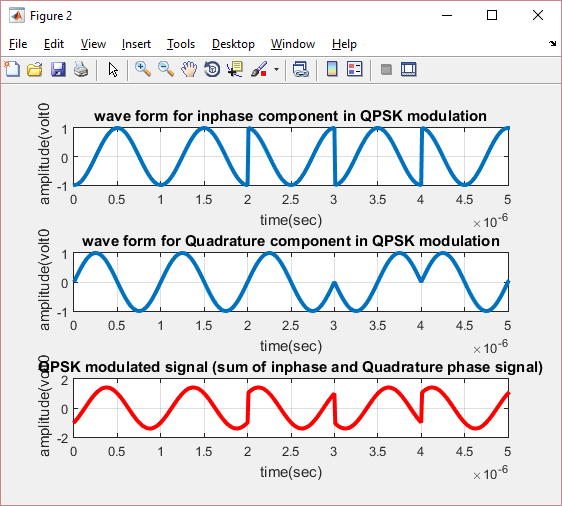 Figure 2
File Edit View Insert Tools Desktop Window Help
wave form for inphase component in QPSK modulation
amplitude(volt0
1
0
-1
0 0.5 1 1.5 2 2.5 3 3.5 4 4.5 5
time(sec)
×10-6
wave form for Quadrature component in QPSK modulation
amplitude(volt0
1
0
-1
0 0.5 1 1.5 2 2.5 3 3.5 4 4.5 5
time(sec)
×10-6
QPSK modulated signal (sum of inphase and Quadrature phase signal)
amplitude(volt0
2
0
-2
0 0.5 1 1.5 2 2.5 3 3.5 4 4.5 5
time(sec)
×10-6